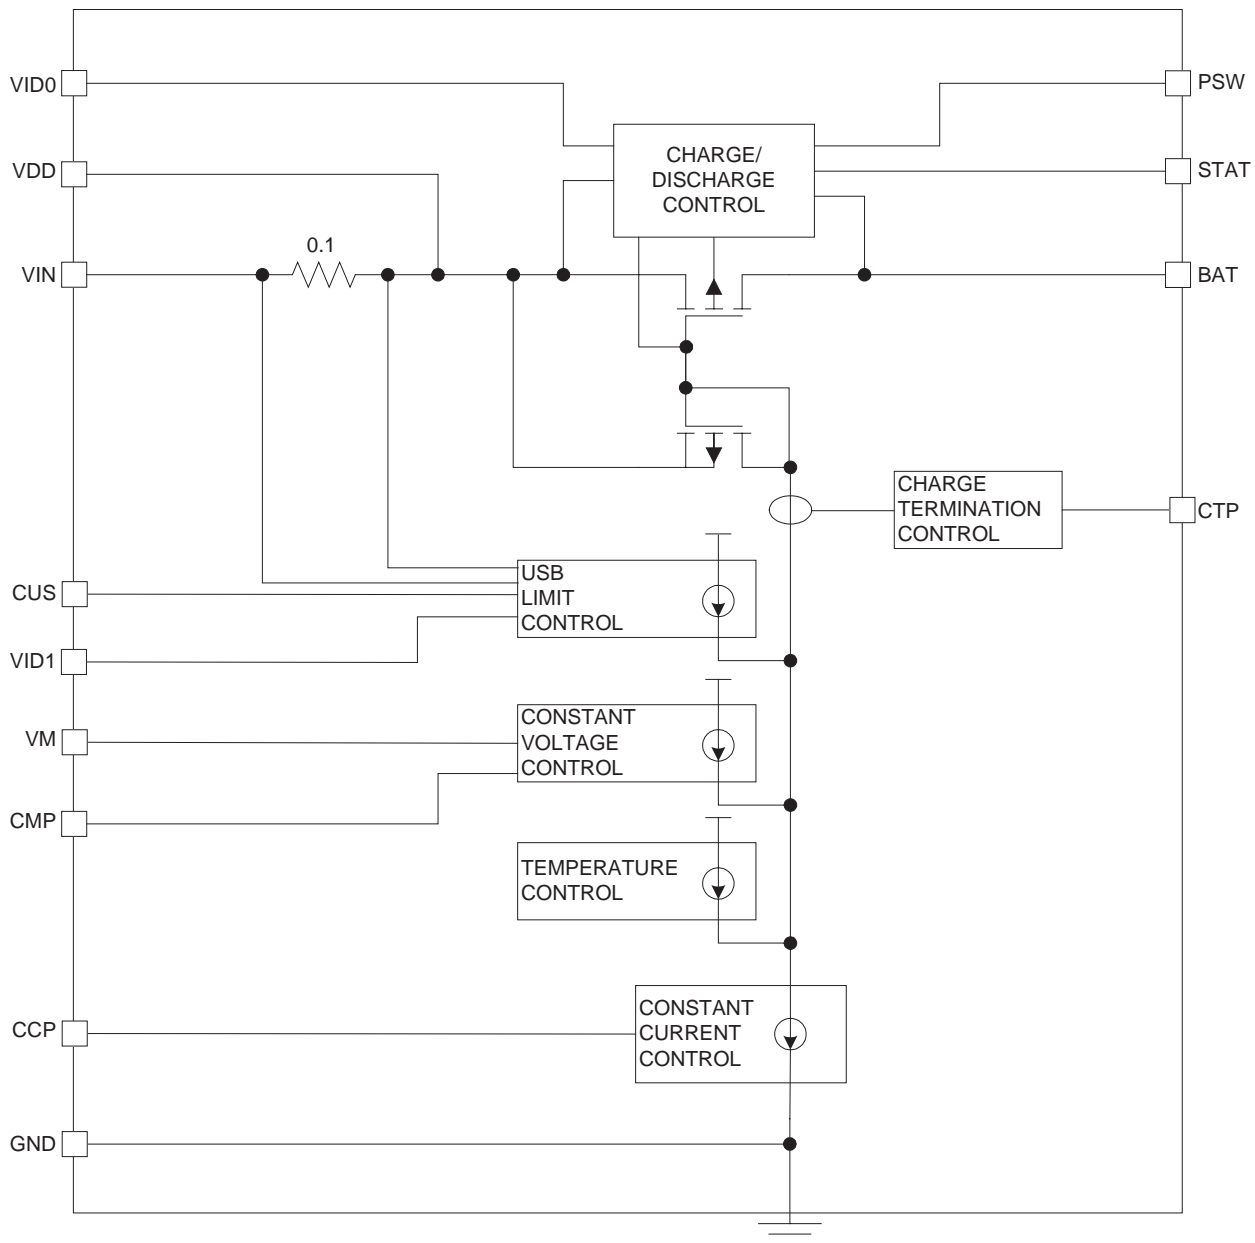 VID0
PSW
CHARGE/
DISCHARGE
CONTROL
VDD
STAT
0.1
VIN
BAT
CHARGE
TERMINATION
CONTROL
CTP
USB
LIMIT
CONTROL
CUS
VID1
CONSTANT
VOLTAGE
CONTROL
VM
CMP
TEMPERATURE
CONTROL
CONSTANT
CURRENT
CONTROL
CCP
GND